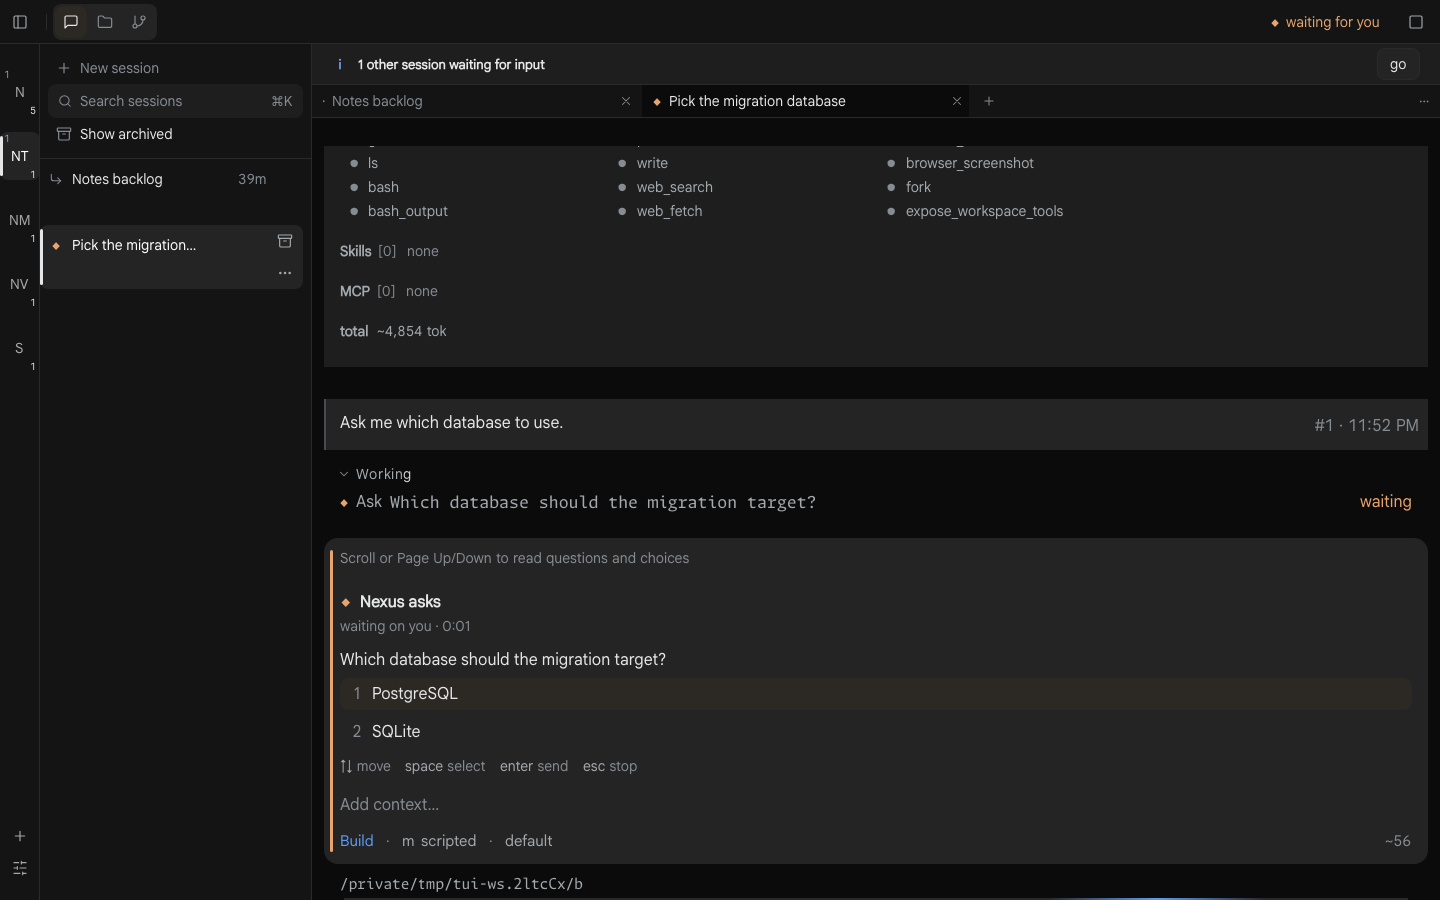 waiting for you
1
N
5
1
NT
1
NM
1
NV
1
S
1
New session
Search sessions ⌘K
Show archived
Notes backlog 39m
Pick the migration...
...
i 1 other session waiting for input
go
· Notes backlog
Pick the migration database
...
ls write browser_screenshot
bash web_search fork
bash_output web_fetch expose_workspace_tools
Skills [0] none
MCP [0] none
total ~4,854 tok
Ask me which database to use.
#1 · 11:52 PM
Working
Ask Which database should the migration target?
waiting
Scroll or Page Up/Down to read questions and choices
Nexus asks
waiting on you · 0:01
Which database should the migration target?
1 PostgreSQL
2 SQLite
↑↓ move space select enter send esc stop
Add context...
Build · m scripted · default
~56
/private/tmp/tui-ws.2ltcCx/b